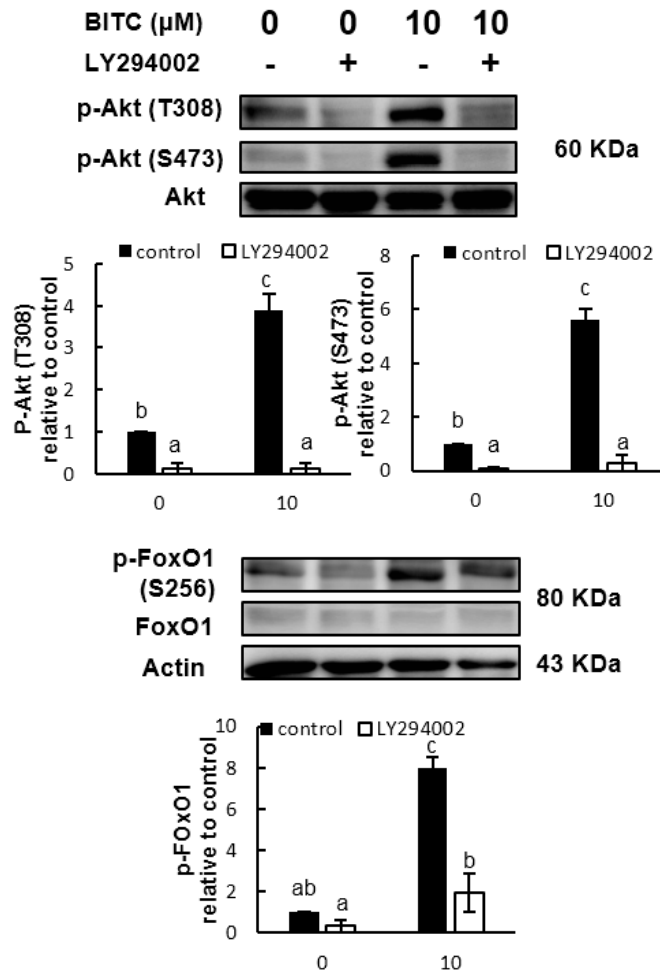 BITC (µM) 0 0 10 10
LY294002 - + - +
p-Akt (T308)
p-Akt (S473)
60 KDa
Akt
control LY294002
P-Akt (T308)
relative to control
5
4
3
2
1
0
b
a
c
a
0 10
control LY294002
p-Akt (S473)
relative to control
8
6
4
2
0
b
a
c
a
0 10
p-FoxO1
(S256)
80 KDa
FoxO1
Actin
43 KDa
control LY294002
p-FOxO1
relative to control
10
8
6
4
2
0
ab
a
c
b
0 10